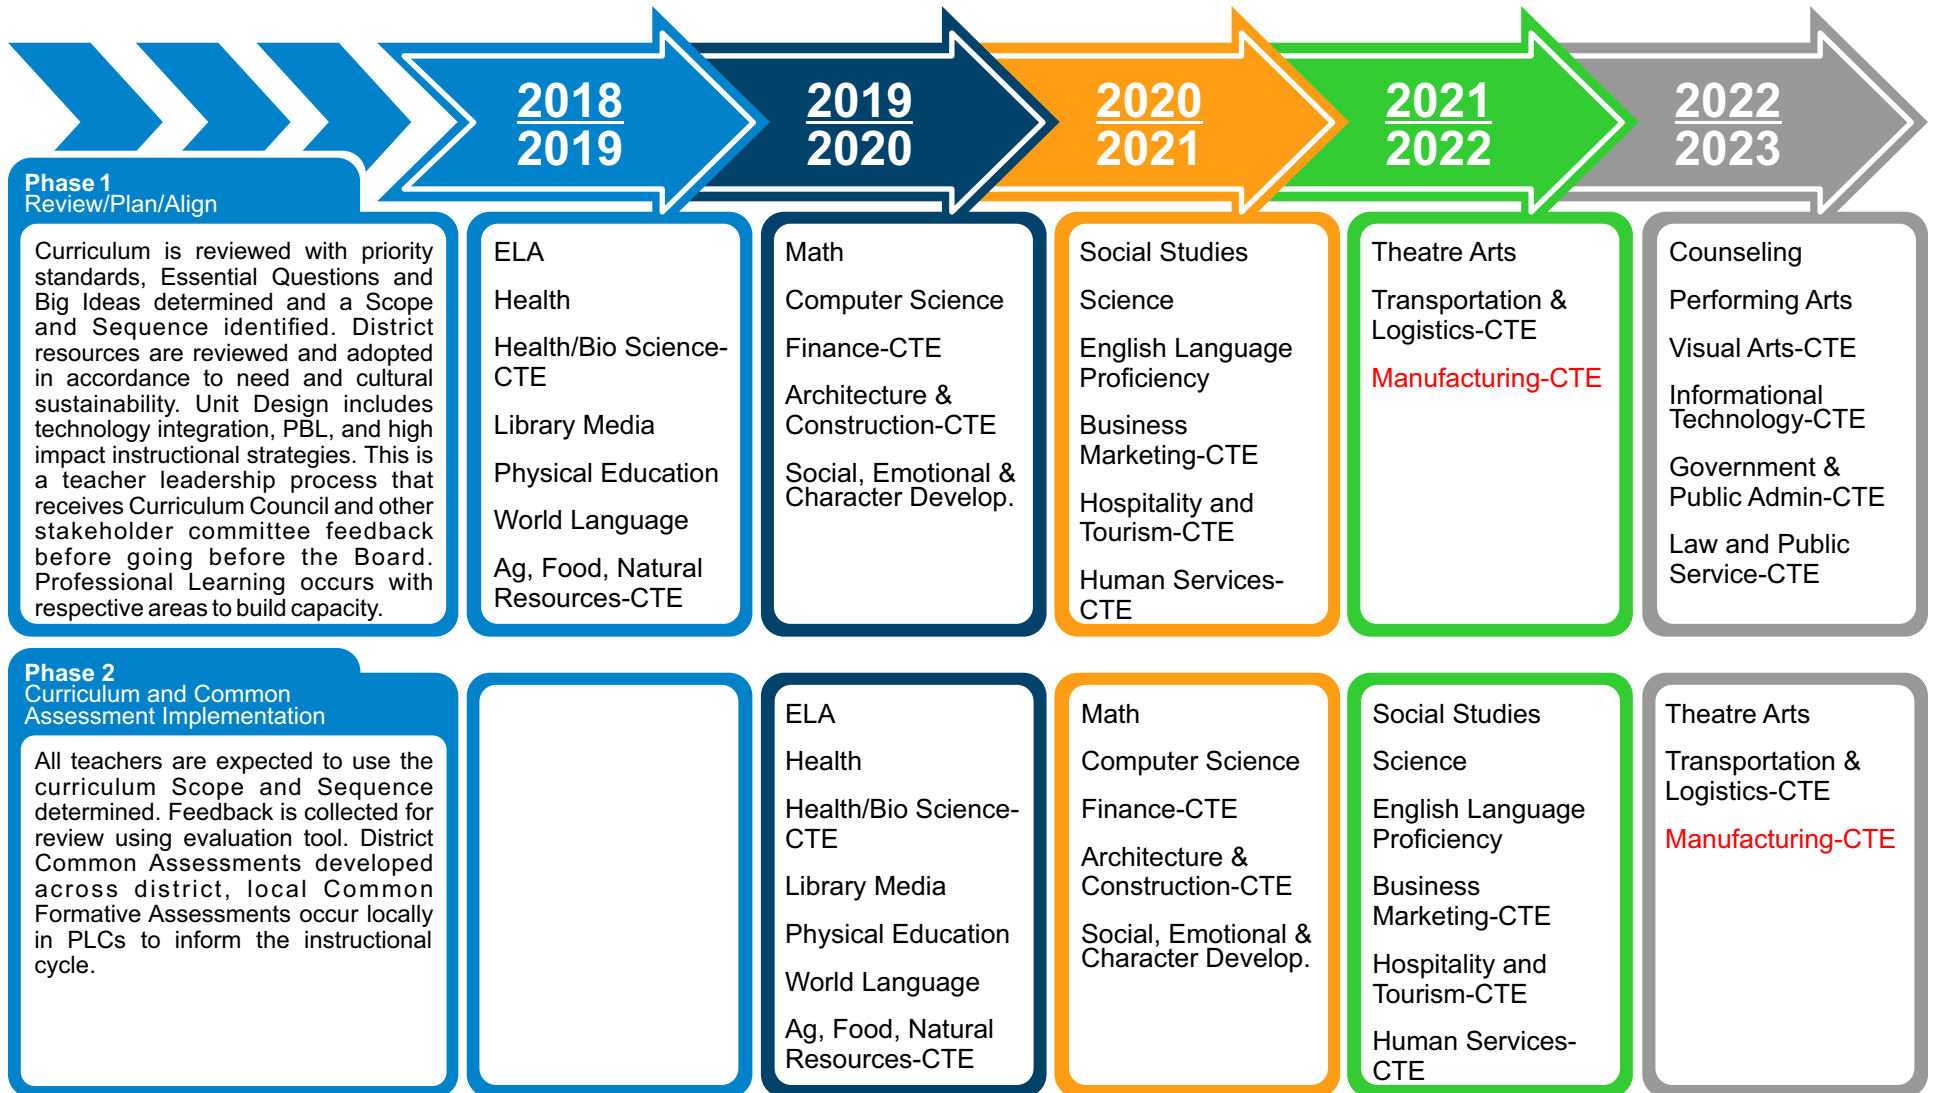 2018
2019
2019
2020
2020
2021
2021
2022
2022
2023
Phase 1
Review/Plan/Align
Curriculum is reviewed with priority
standards, Essential Questions and
Big Ideas determined and a Scope
and Sequence identified. District
resources are reviewed and adopted
in accordance to need and cultural
sustainability. Unit Design includes
technology integration, PBL, and high
impact instructional strategies. This is
a teacher leadership process that
receives Curriculum Council and other
stakeholder committee feedback
before going before the Board.
Professional Learning occurs with
respective areas to build capacity.
ELA
Health
Health/Bio Science-
CTE
Library Media
Physical Education
World Language
Ag, Food, Natural
Resources-CTE
Math
Computer Science
Finance-CTE
Architecture &
Construction-CTE
Social, Emotional &
Character Develop.
Social Studies
Science
English Language
Proficiency
Business
Marketing-CTE
Hospitality and
Tourism-CTE
Human Services-
CTE
Theatre Arts
Transportation &
Logistics-CTE
Manufacturing-CTE
Counseling
Performing Arts
Visual Arts-CTE
Informational
Technology-CTE
Government &
Public Admin-CTE
Law and Public
Service-CTE
Phase 2
Curriculum and Common
Assessment Implementation
All teachers are expected to use the
curriculum Scope and Sequence
determined. Feedback is collected for
review using evaluation tool. District
Common Assessments developed
across district, local Common
Formative Assessments occur locally
in PLCs to inform the instructional
cycle.
ELA
Health
Health/Bio Science-
CTE
Library Media
Physical Education
World Language
Ag, Food, Natural
Resources-CTE
Math
Computer Science
Finance-CTE
Architecture &
Construction-CTE
Social, Emotional &
Character Develop.
Social Studies
Science
English Language
Proficiency
Business
Marketing-CTE
Hospitality and
Tourism-CTE
Human Services-
CTE
Theatre Arts
Transportation &
Logistics-CTE
Manufacturing-CTE